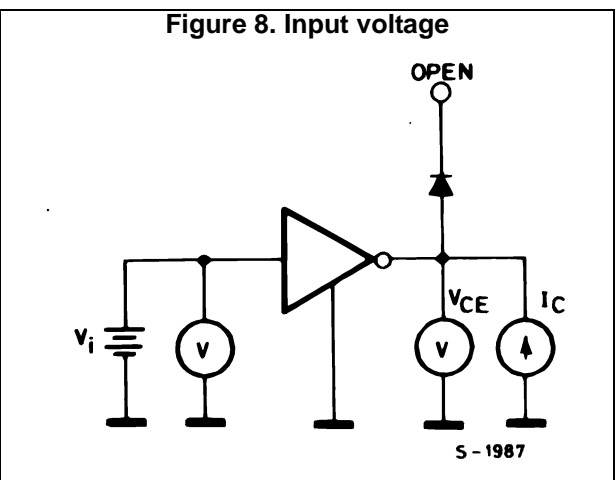 Figure 8. Input voltage
OPEN
VCE
IC
Vi
V
V
S - 1987